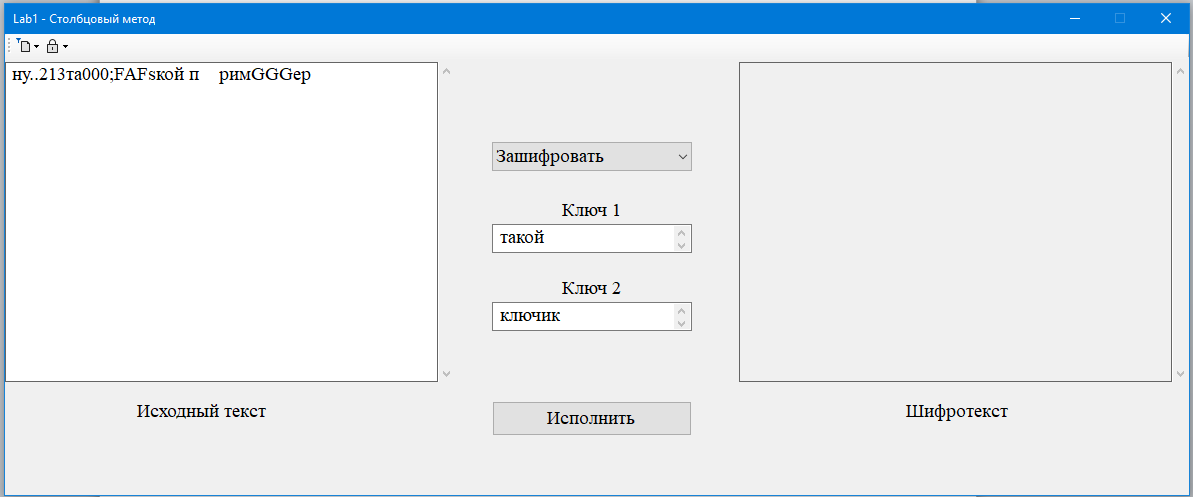 Lab1 - Столбцовый метод
ну..213та000;FAFsкой п    римGGGер
Зашифровать
Ключ 1
такой
Ключ 2
ключик
Исходный текст
Исполнить
Шифротекст